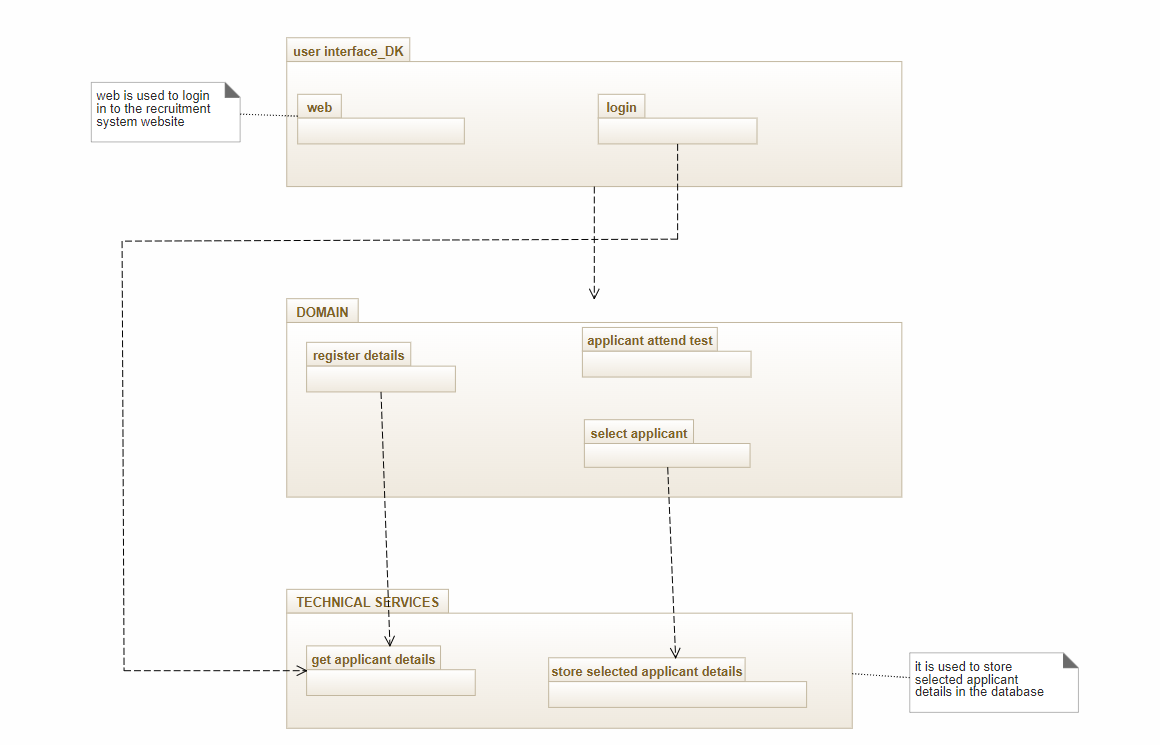 user interface_DK
web is used to login
in to the recruitment
system website
web
login
DOMAIN
applicant attend test
register details
select applicant
TECHNICAL SERVICES
get applicant details
store selected applicant details
it is used to store
selected applicant
details in the database